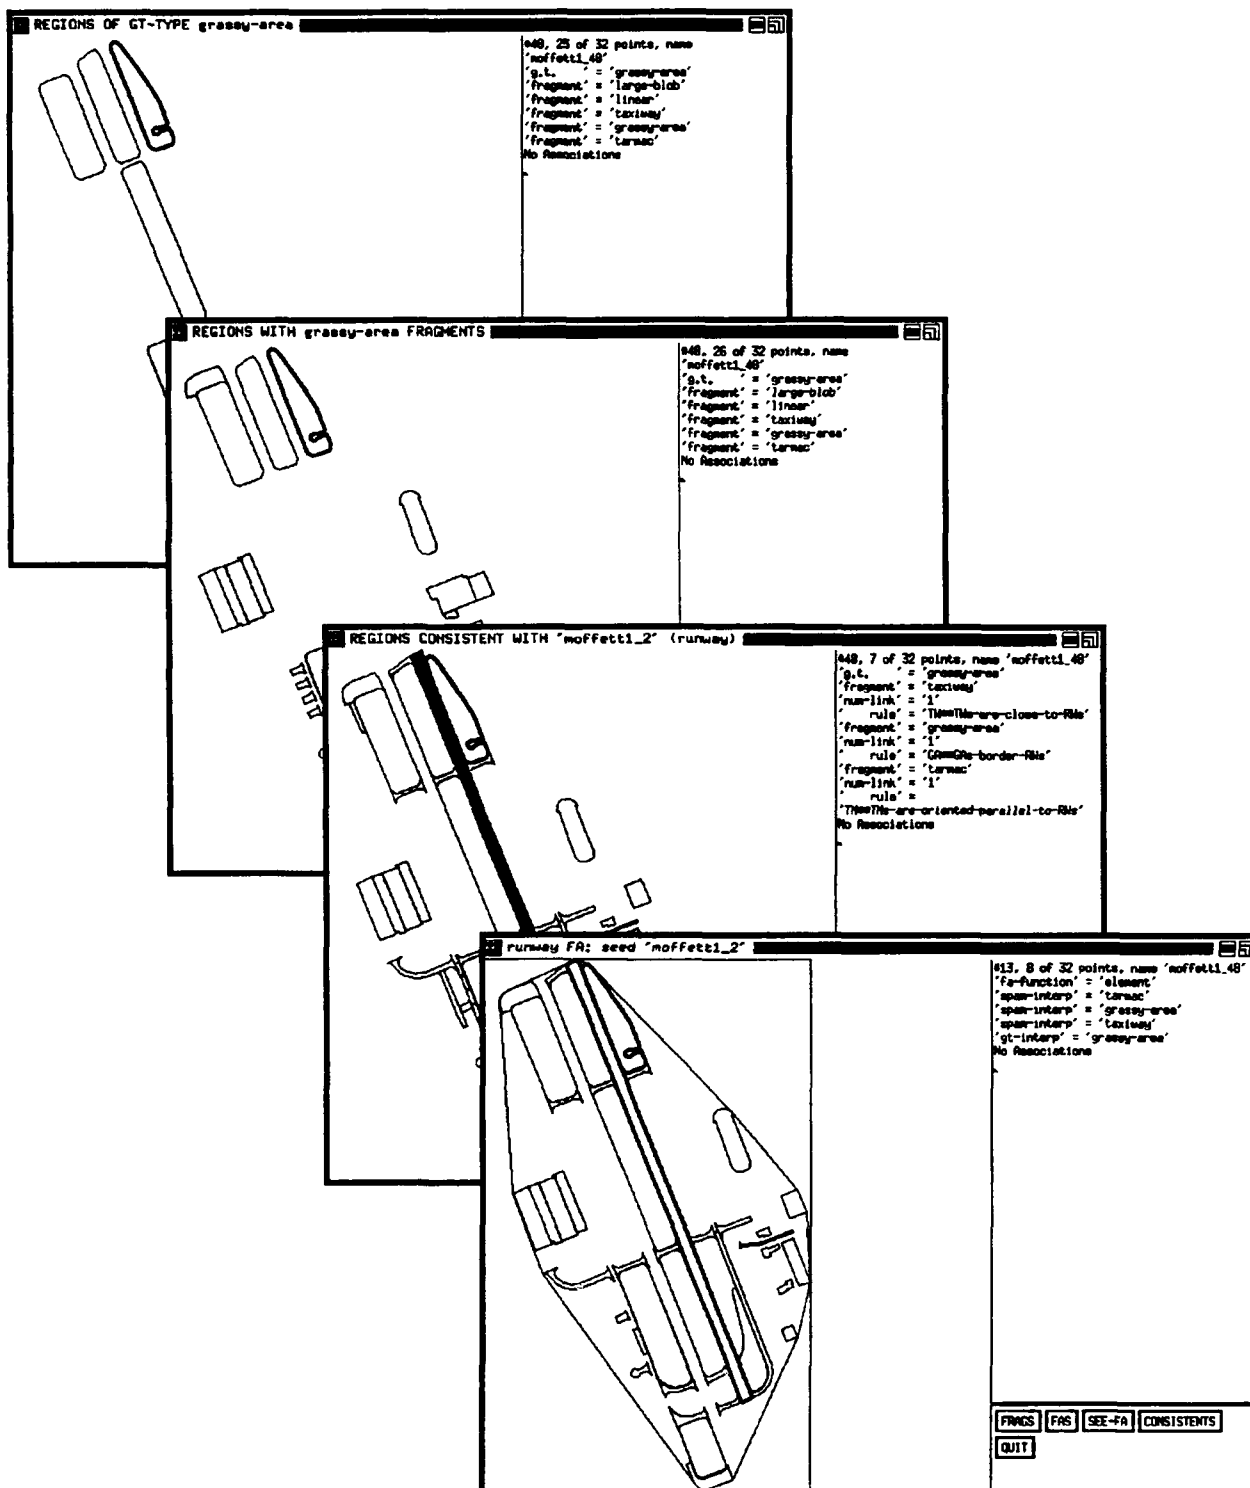 REGIONS OF GT-TYPE grassy-area
#48, 25 of 32 points, name
'moffett1_48'
'g.t. ' = 'grassy-area'
'fragment' = 'large-blob'
'fragment' = 'linear'
'fragment' = 'taxiway'
'fragment' = 'grassy-area'
'fragment' = 'tarmac'
No Associations
REGIONS WITH grassy-area FRAGMENTS
#48, 26 of 32 points, name
'moffett1_48'
'g.t. ' = 'grassy-area'
'fragment' = 'large-blob'
'fragment' = 'linear'
'fragment' = 'taxiway'
'fragment' = 'grassy-area'
'fragment' = 'tarmac'
No Associations
REGIONS CONSISTENT WITH 'moffett1_2' (runway)
#48, 7 of 32 points, name 'moffett1_48'
'g.t. ' = 'grassy-area'
'fragment' = 'taxiway'
'num-link' = '1'
' rule' = 'TW==TWs-are-close-to-RWs'
'fragment' = 'grassy-area'
'num-link' = '1'
' rule' = 'GA==GAs-border-RWs'
'fragment' = 'tarmac'
'num-link' = '1'
' rule' =
'TM==TMs-are-oriented-parallel-to-RWs'
No Associations
runway FA: seed 'moffett1_2'
#13, 8 of 32 points, name 'moffett1_48'
'fa-function' = 'element'
'spam-interp' = 'tarmac'
'spam-interp' = 'grassy-area'
'spam-interp' = 'taxiway'
'gt-interp' = 'grassy-area'
No Associations
FRAGS FAS SEE-FA CONSISTENTS
QUIT